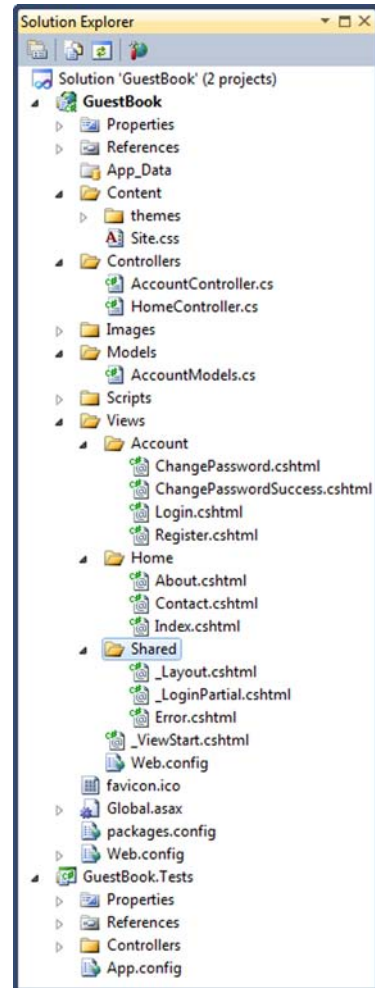 Solution Explorer
Solution 'GuestBook' (2 projects)
GuestBook
Properties
References
App_Data
Content
themes
Site.css
Controllers
AccountController.cs
HomeController.cs
Images
Models
AccountModels.cs
Scripts
Views
Account
ChangePassword.cshtml
ChangePasswordSuccess.cshtml
Login.cshtml
Register.cshtml
Home
About.cshtml
Contact.cshtml
Index.cshtml
Shared
_Layout.cshtml
_LoginPartial.cshtml
Error.cshtml
_ViewStart.cshtml
Web.config
favicon.ico
Global.asax
packages.config
Web.config
GuestBook.Tests
Properties
References
Controllers
App.config